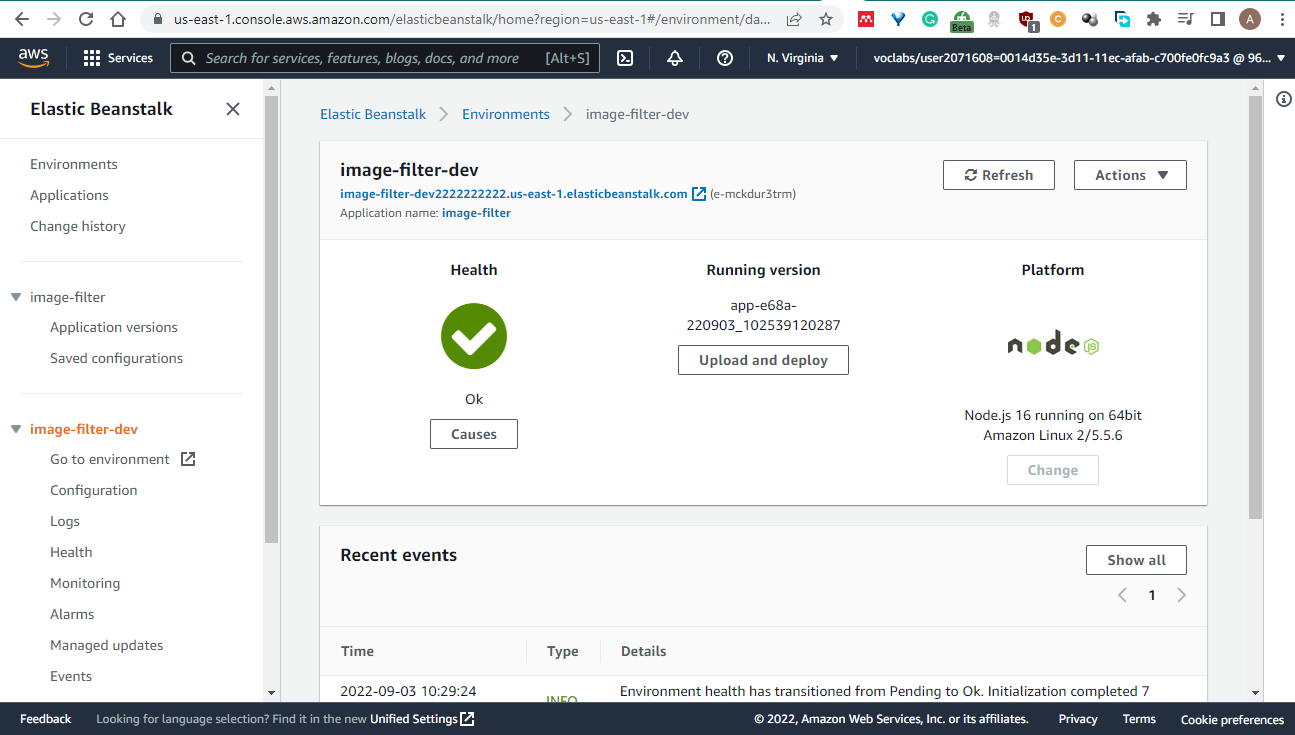 us-east-1.console.aws.amazon.com/elasticbeanstalk/home?region=us-east-1#/environment/da...
Beta
1
C
A
aws
Services
Search for services, features, blogs, docs, and more [Alt+S]
N. Virginia
voclabs/user2071608=0014d35e-3d11-11ec-afab-c700fe0fc9a3 @ 96...
Elastic Beanstalk
Environments
Applications
Change history
image-filter
Application versions
Saved configurations
image-filter-dev
Go to environment
Configuration
Logs
Health
Monitoring
Alarms
Managed updates
Events
Elastic Beanstalk
Environments
image-filter-dev
image-filter-dev
image-filter-dev2222222222.us-east-1.elasticbeanstalk.com (e-mckdur3trm)
Application name: image-filter
Refresh
Actions
Health
Ok
Causes
Running version
app-e68a-
220903_102539120287
Upload and deploy
Platform
node JS
Node.js 16 running on 64bit
Amazon Linux 2/5.5.6
Change
Recent events
Show all
1
Time Type Details
2022-09-03 10:29:24 INFO Environment health has transitioned from Pending to Ok. Initialization completed 7
Feedback Looking for language selection? Find it in the new Unified Settings
© 2022, Amazon Web Services, Inc. or its affiliates. Privacy Terms Cookie preferences